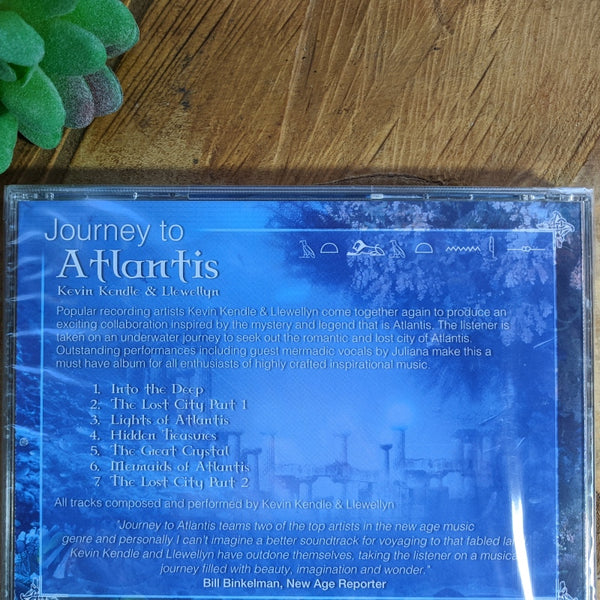 Journey to
Atlantis
Kevin Kendle & Llewellyn
Popular recording artists Kevin Kendle & Llewellyn come together again to produce an
exciting collaboration inspired by the mystery and legend that is Atlantis. The listener is
taken on an underwater journey to seek out the romantic and lost city of Atlantis.
Outstanding performances including guest mermadic vocals by Juliana make this a
must have album for all enthusiasts of highly crafted inspirational music.
1. Into the Deep
2. The Lost City Part 1
3. Lights of Atlantis
4. Hidden Treasures
5. The Great Crystal
6. Mermaids of Atlantis
7. The Lost City Part 2
All tracks composed and performed by Kevin Kendle & Llewellyn
"Journey to Atlantis teams two of the top artists in the new age music
genre and personally I can't imagine a better soundtrack for voyaging to that fabled
Kevin Kendle and Llewellyn have outdone themselves, taking the listener on a musical
journey filled with beauty, imagination and wonder."
Bill Binkelman, New Age Reporter